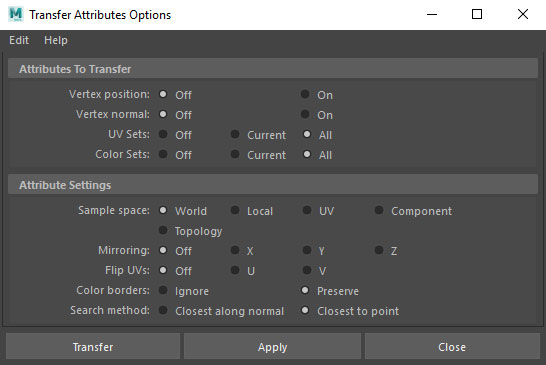 Transfer Attributes Options
Edit Help
Attributes To Transfer
Vertex position: Off On
Vertex normal: Off On
UV Sets: Off Current All
Color Sets: Off Current All
Attribute Settings
Sample space: World Local UV Component
Topology
Mirroring: Off X Y Z
Flip UVs: Off U V
Color borders: Ignore Preserve
Search method: Closest along normal Closest to point
Transfer Apply Close